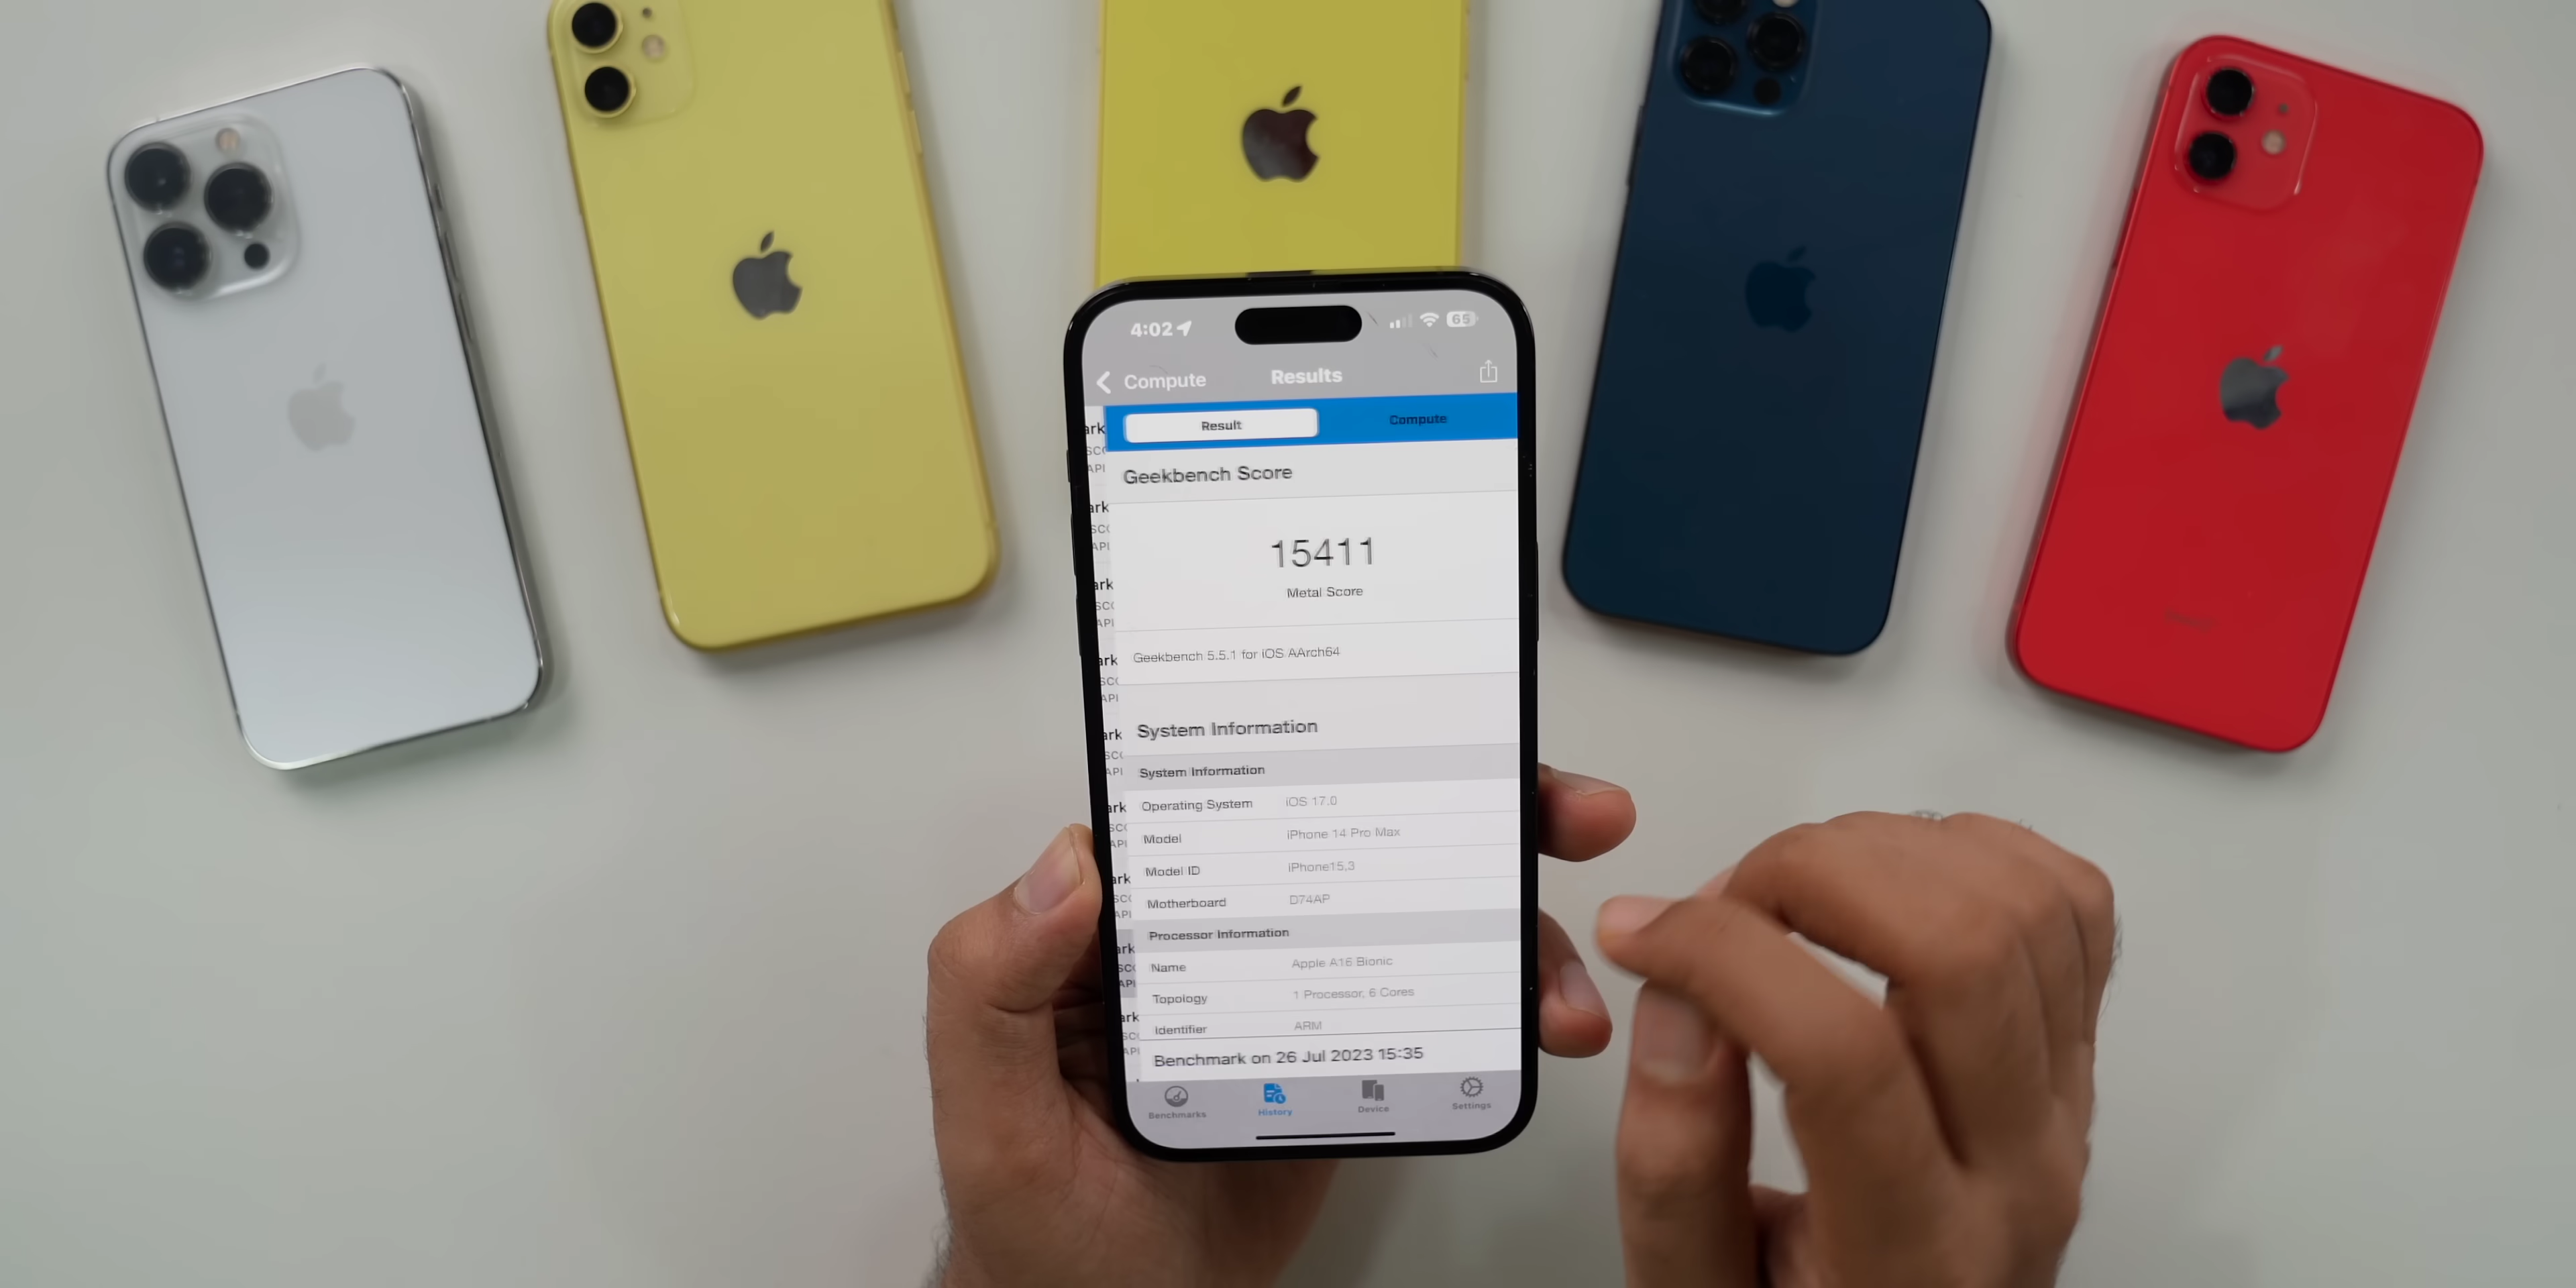 4:02
65
Compute Results
Result Compute
Geekbench Score
15411
Metal Score
Geekbench 5.5.1 for iOS AArch64
System Information
System Information
Operating System iOS 17.0
Model iPhone 14 Pro Max
Model ID iPhone15,3
Motherboard D74AP
Processor Information
Name Apple A16 Bionic
Topology 1 Processor, 6 Cores
Identifier ARM
Benchmark on 26 Jul 2023 15:35
Benchmarks History Device Settings